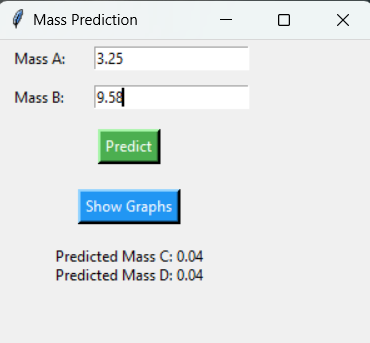 Mass Prediction
Mass A: 3.25
Mass B: 9.58
Predict
Show Graphs
Predicted Mass C: 0.04
Predicted Mass D: 0.04